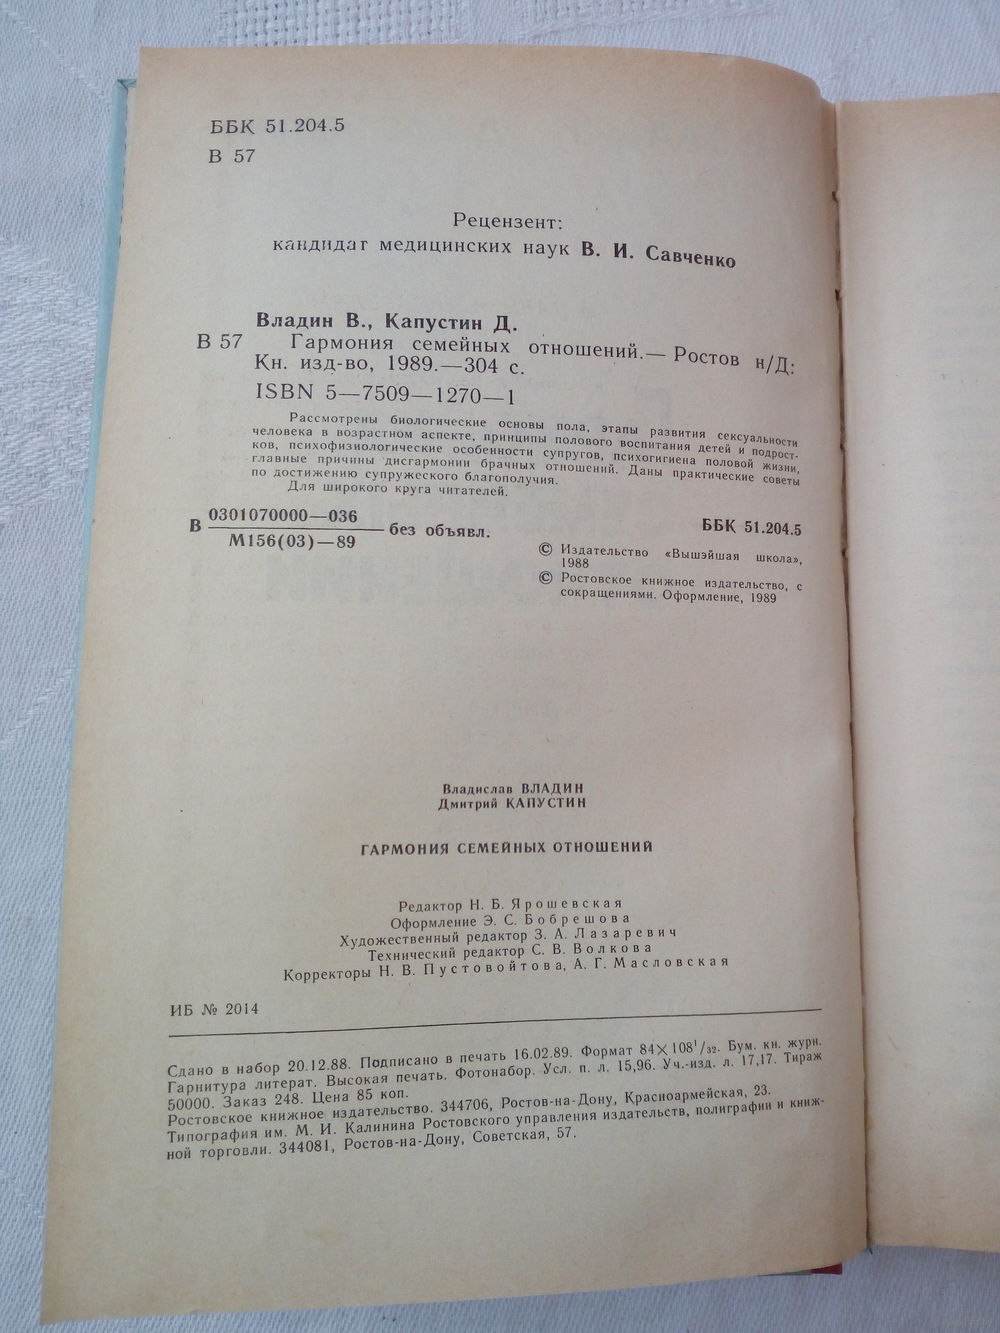 ББК 51.204.5
В 57
Рецензент:
кандидат медицинских наук В. И. Савченко
Владин В., Капустин Д.
В 57 Гармония семейных отношений.— Ростов н/Д:
Кн. изд-во, 1989.—304 с.
ISBN 5—7509—1270—1
Рассмотрены биологические основы пола, этапы развития сексуальности
человека в возрастном аспекте, принципы полового воспитания детей и подрост-
ков, психофизиологические особенности супругов, психогигиена половой жизни,
главные причины дисгармонии брачных отношений. Даны практические советы
по достижению супружеского благополучия.
Для широкого круга читателей.
В 0301070000—036
М156(03)—89 без объявл.
ББК 51.204.5
© Издательство «Вышэйшая школа»,
1988
© Ростовское книжное издательство, с
сокращениями. Оформление, 1989
Владислав ВЛАДИН
Дмитрий КАПУСТИН
ГАРМОНИЯ СЕМЕЙНЫХ ОТНОШЕНИЙ
Редактор Н. Б. Ярошевская
Оформление Э. С. Бобрешова
Художественный редактор З. А. Лазаревич
Технический редактор С. В. Волкова
Корректоры Н. В. Пустовойтова, А. Г. Масловская
ИБ № 2014
Сдано в набор 20.12.88. Подписано в печать 16.02.89. Формат 84×108¹/₃₂. Бум. кн. журн.
Гарнитура литерат. Высокая печать. Фотонабор. Усл. п. л. 15,96. Уч.-изд. л. 17,17. Тираж
50000. Заказ 248. Цена 85 коп.
Ростовское книжное издательство. 344706, Ростов-на-Дону, Красноармейская, 23.
Типография им. М. И. Калинина Ростовского управления издательств, полиграфии и книж-
ной торговли. 344081, Ростов-на-Дону, Советская, 57.